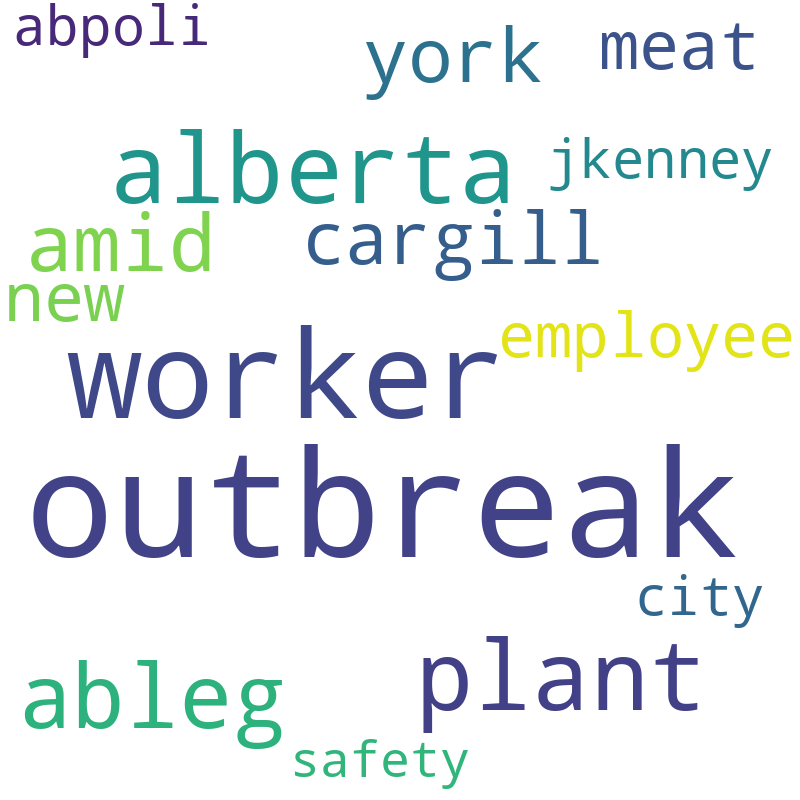 abpoli
york
meat
alberta
jkenney
amid
cargill
new
employee
worker
outbreak
city
ableg
plant
safety